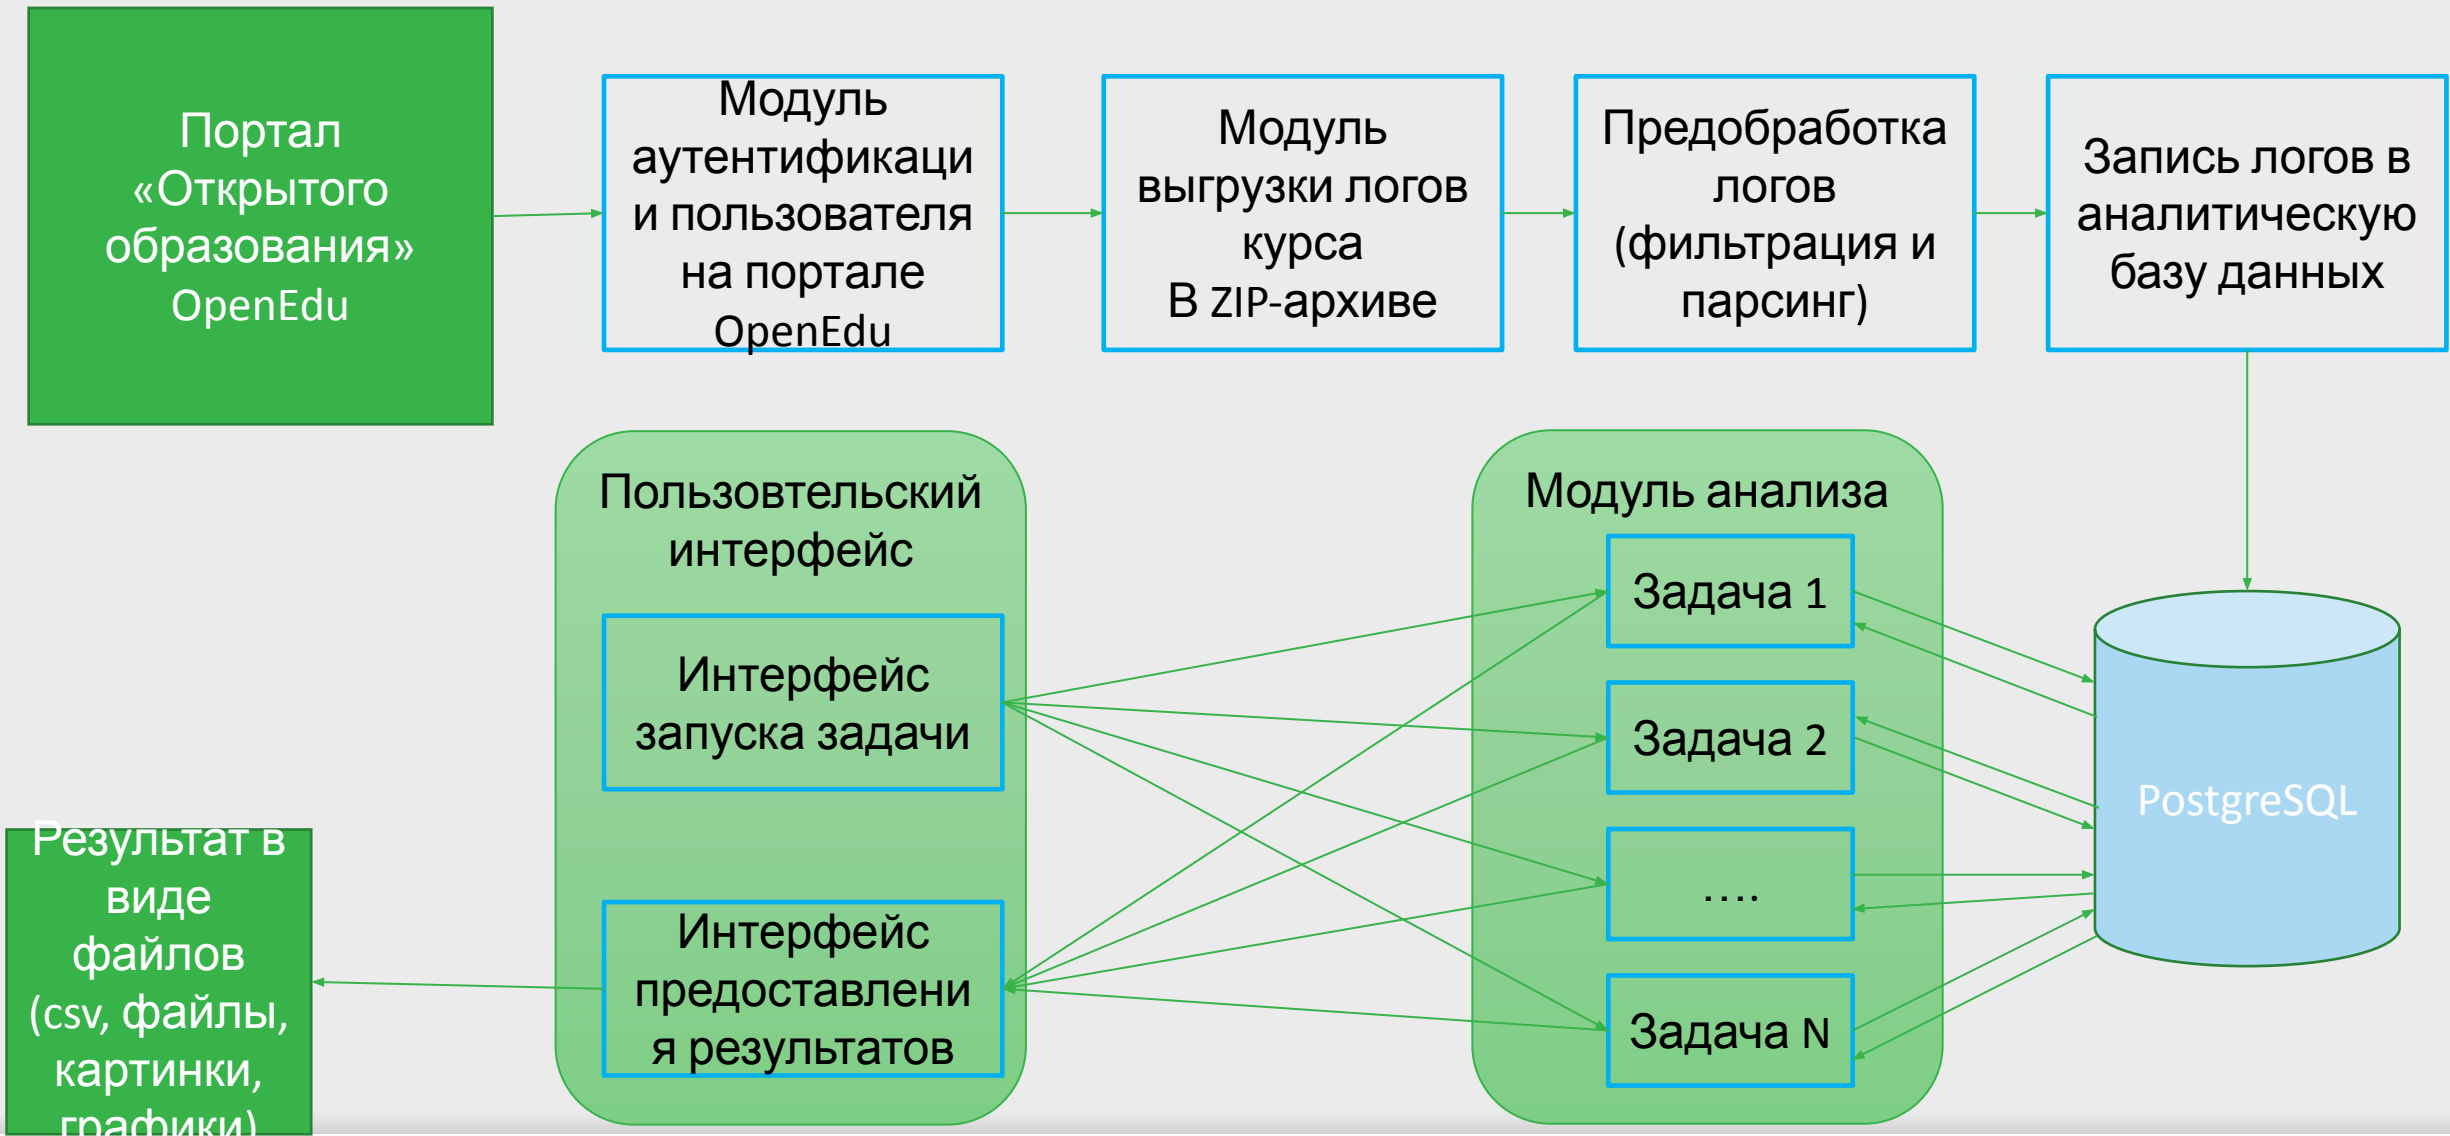 Портал
«Открытого
образования»
OpenEdu
Модуль
аутентификаци
и пользователя
на портале
OpenEdu
Модуль
выгрузки логов
курса
В ZIP-архиве
Предобработка
логов
(фильтрация и
парсинг)
Запись логов в
аналитическую
базу данных
Пользовтельский
интерфейс
Интерфейс
запуска задачи
Интерфейс
предоставлени
я результатов
Модуль анализа
Задача 1
Задача 2
….
Задача N
PostgreSQL
Результат в
виде
файлов
(csv, файлы,
картинки,
графики)